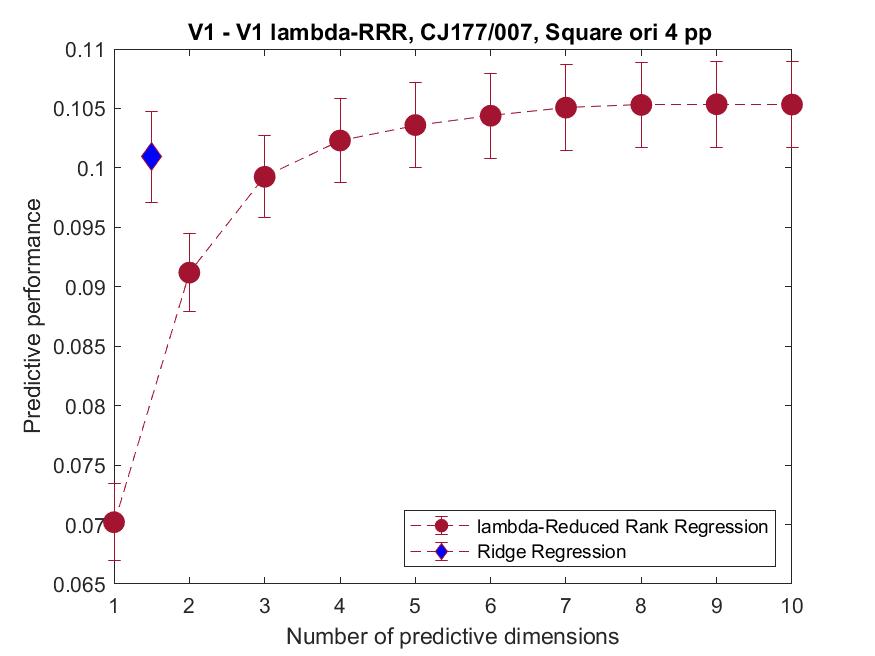 V1 - V1 lambda-RRR, CJ177/007, Square ori 4 pp
0.11
0.105
0.1
0.095
0.09
0.085
0.08
0.075
0.07
0.065
Predictive performance
lambda-Reduced Rank Regression
Ridge Regression
1 2 3 4 5 6 7 8 9 10
Number of predictive dimensions